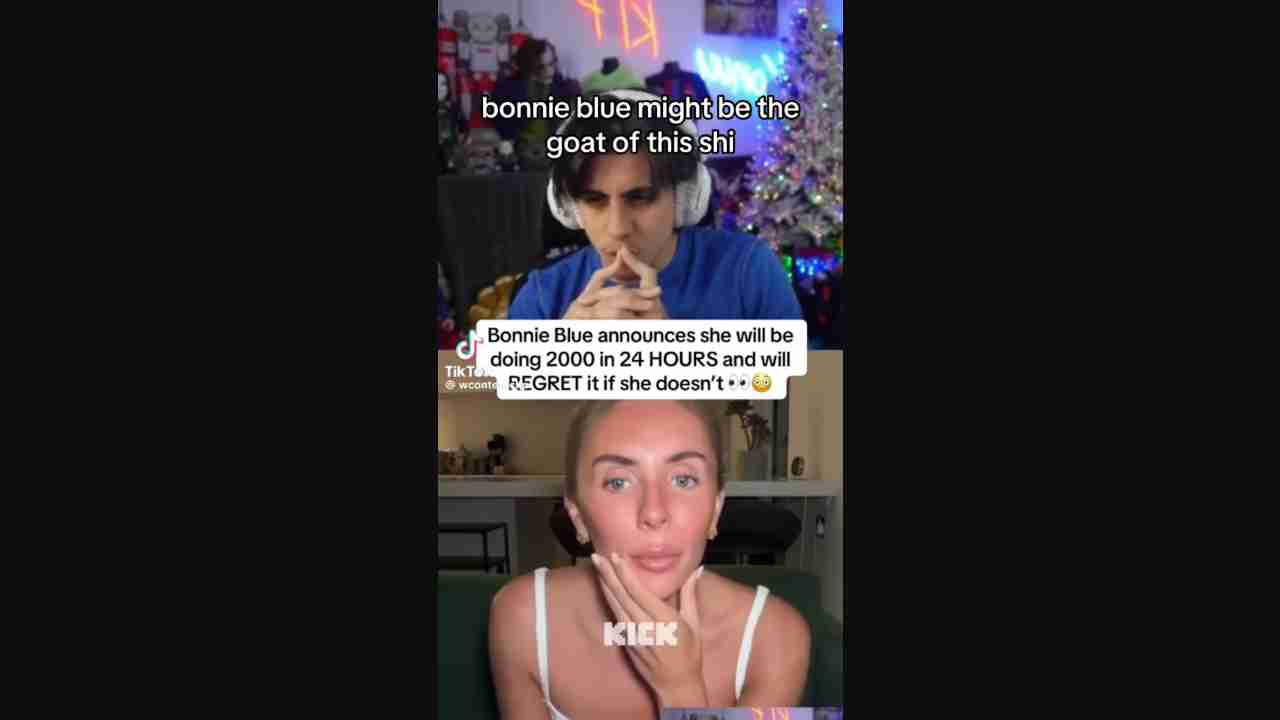 bonnie blue might be the
goat of this shi
Bonnie Blue announces she will be
doing 2000 in 24 HOURS and will
REGRET it if she doesn't 👀😳
TikTok
KICK